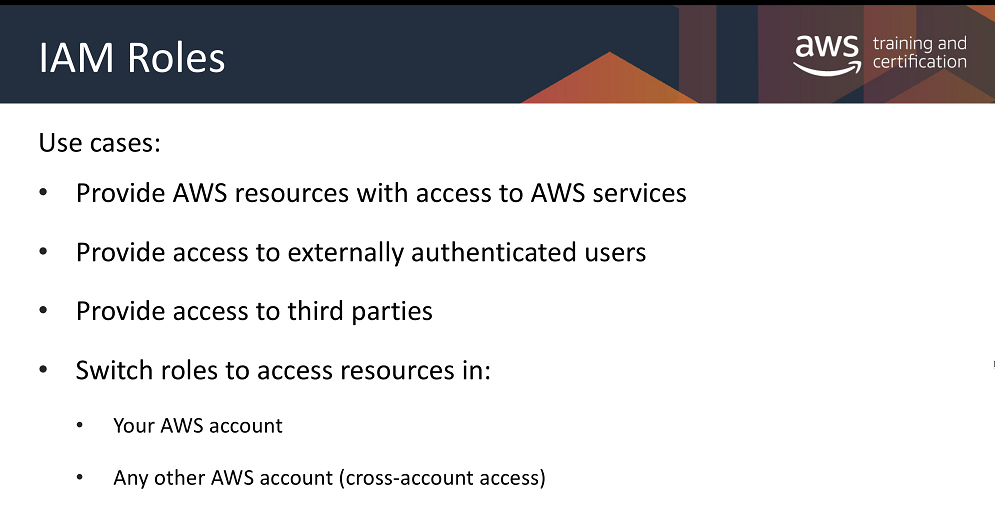 IAM Roles
aws training and
certification
Use cases:
• Provide AWS resources with access to AWS services
• Provide access to externally authenticated users
• Provide access to third parties
• Switch roles to access resources in:
• Your AWS account
• Any other AWS account (cross-account access)